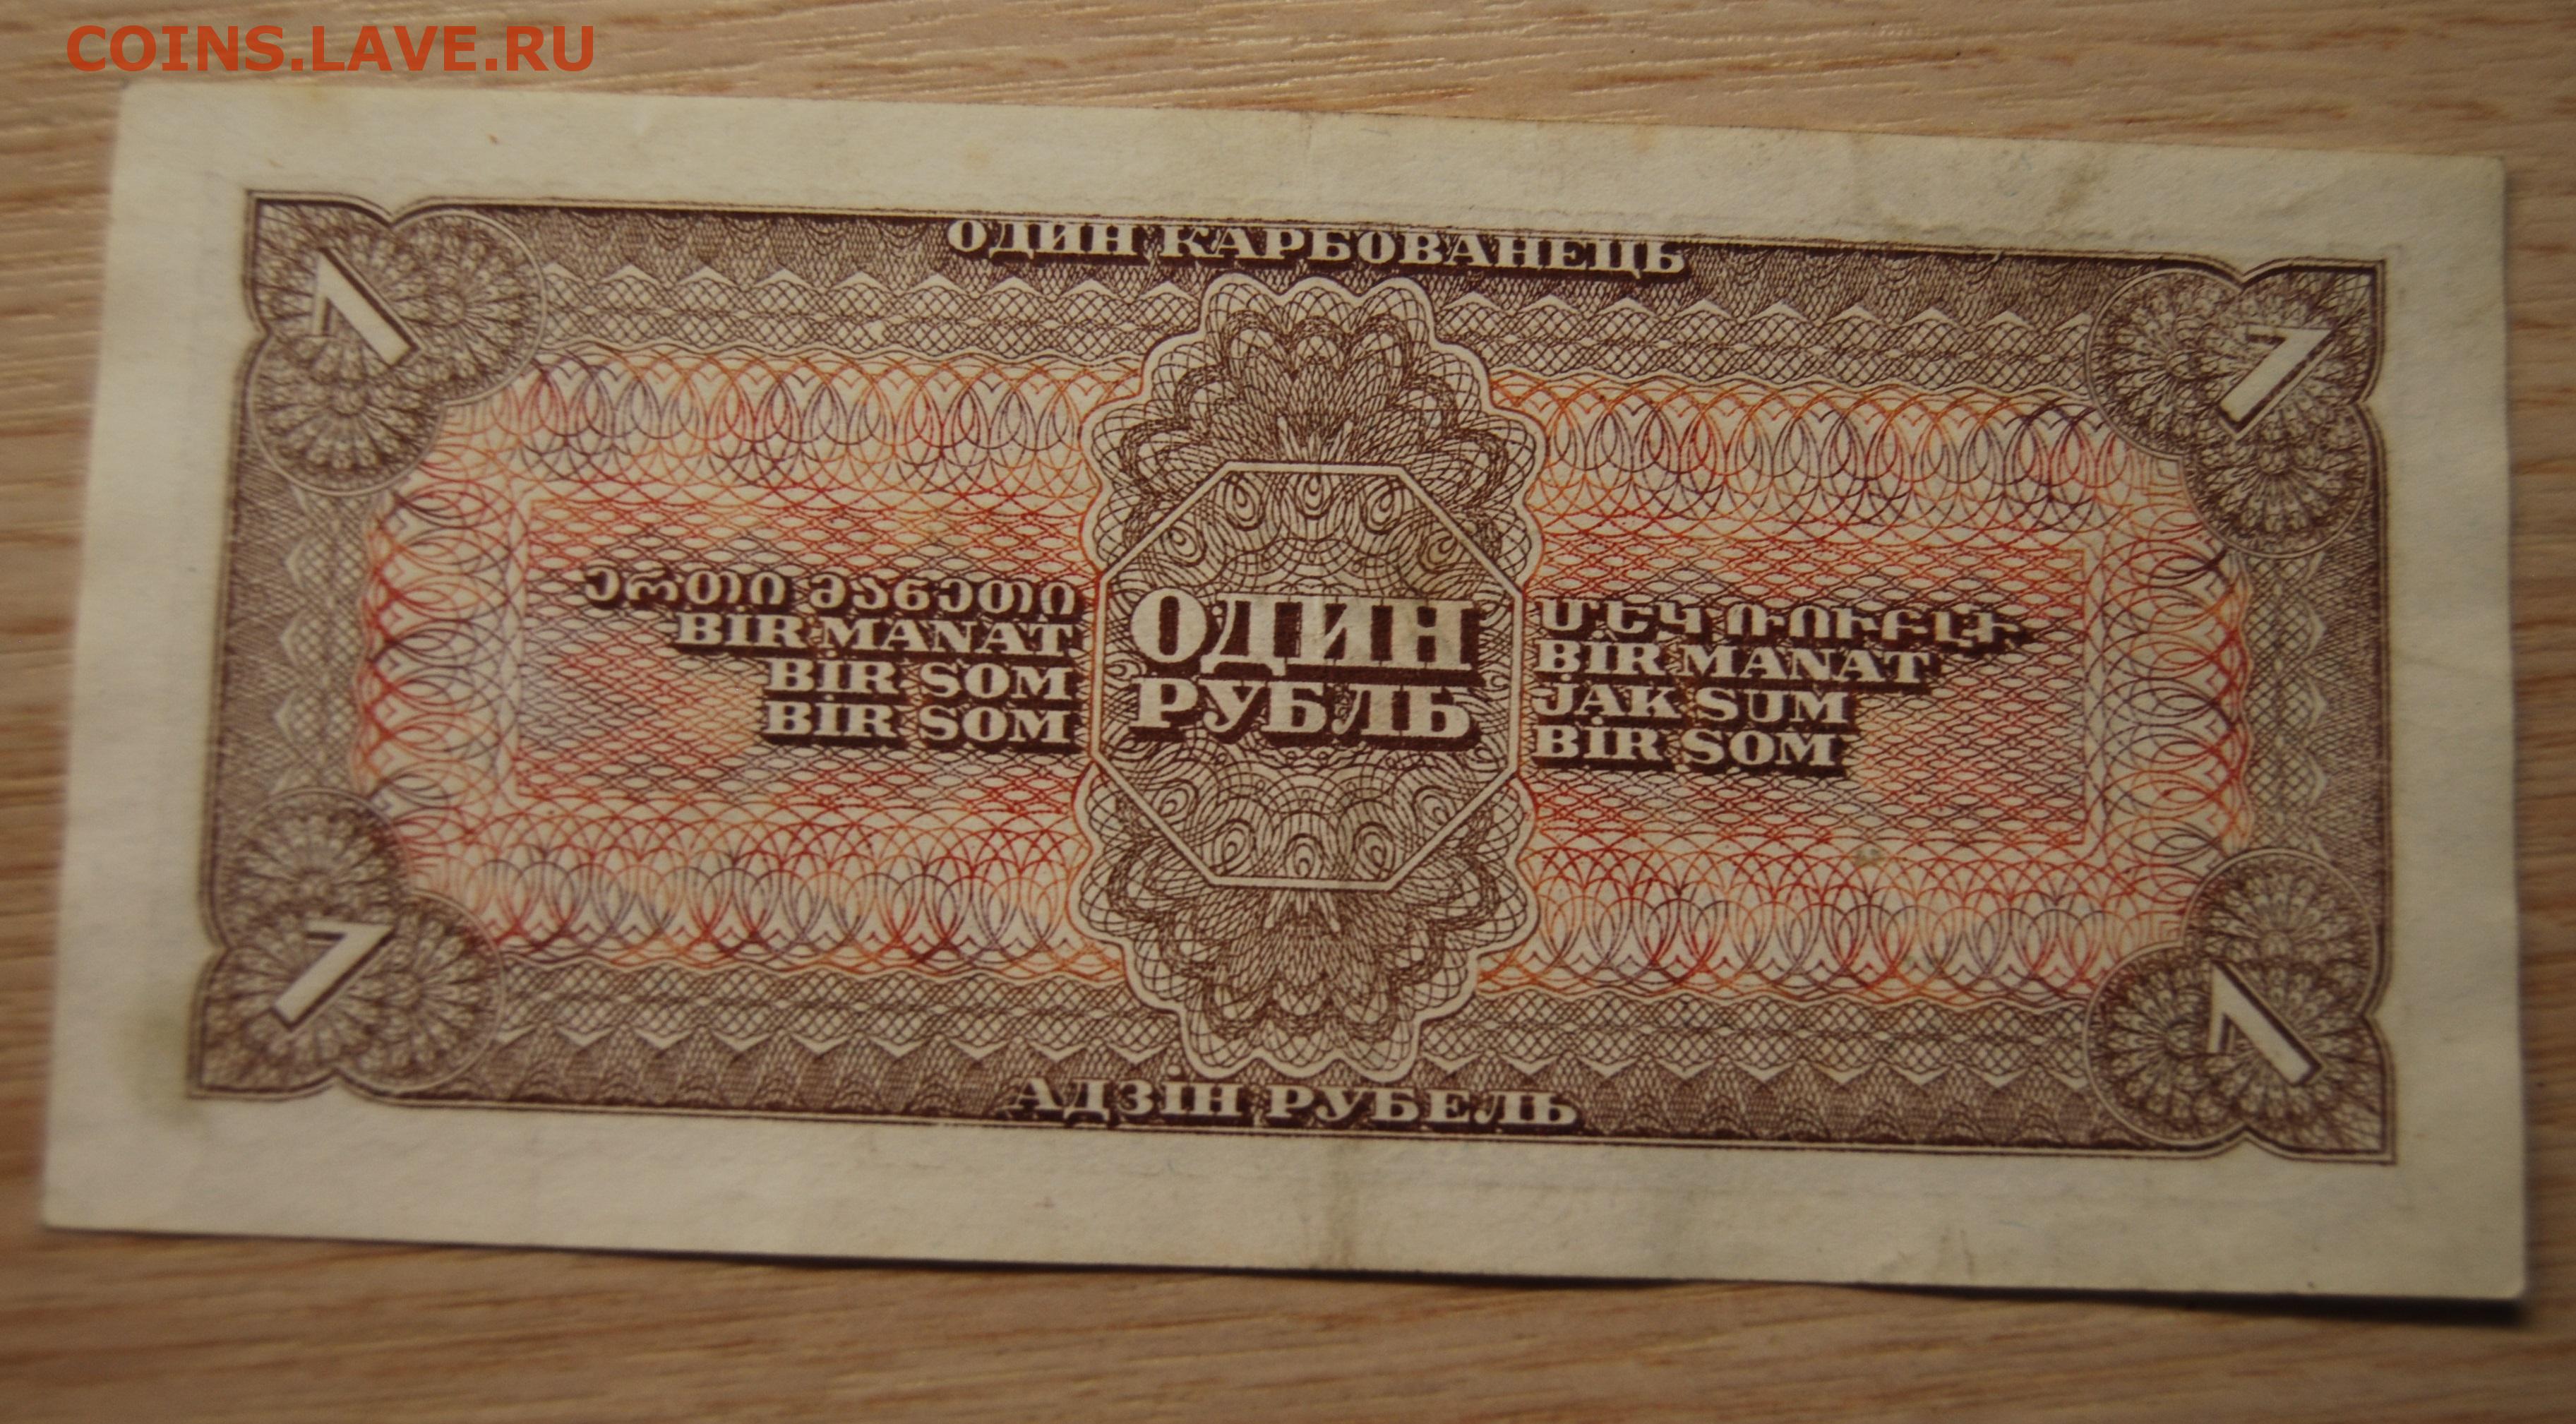 COINS.LAVE.RU
ОДИН КАРБОВАНЕЦЬ
1
1
ერთი მანეთი
BIR MANAT
BIR SOM
BIR SOM
ОДИН
РУБЛЬ
ՄԵԿ ՌՈՒԲԼԻ
BIR MANAT
JAK SUM
BIR SOM
1
1
АДЗІН РУБЕЛЬ